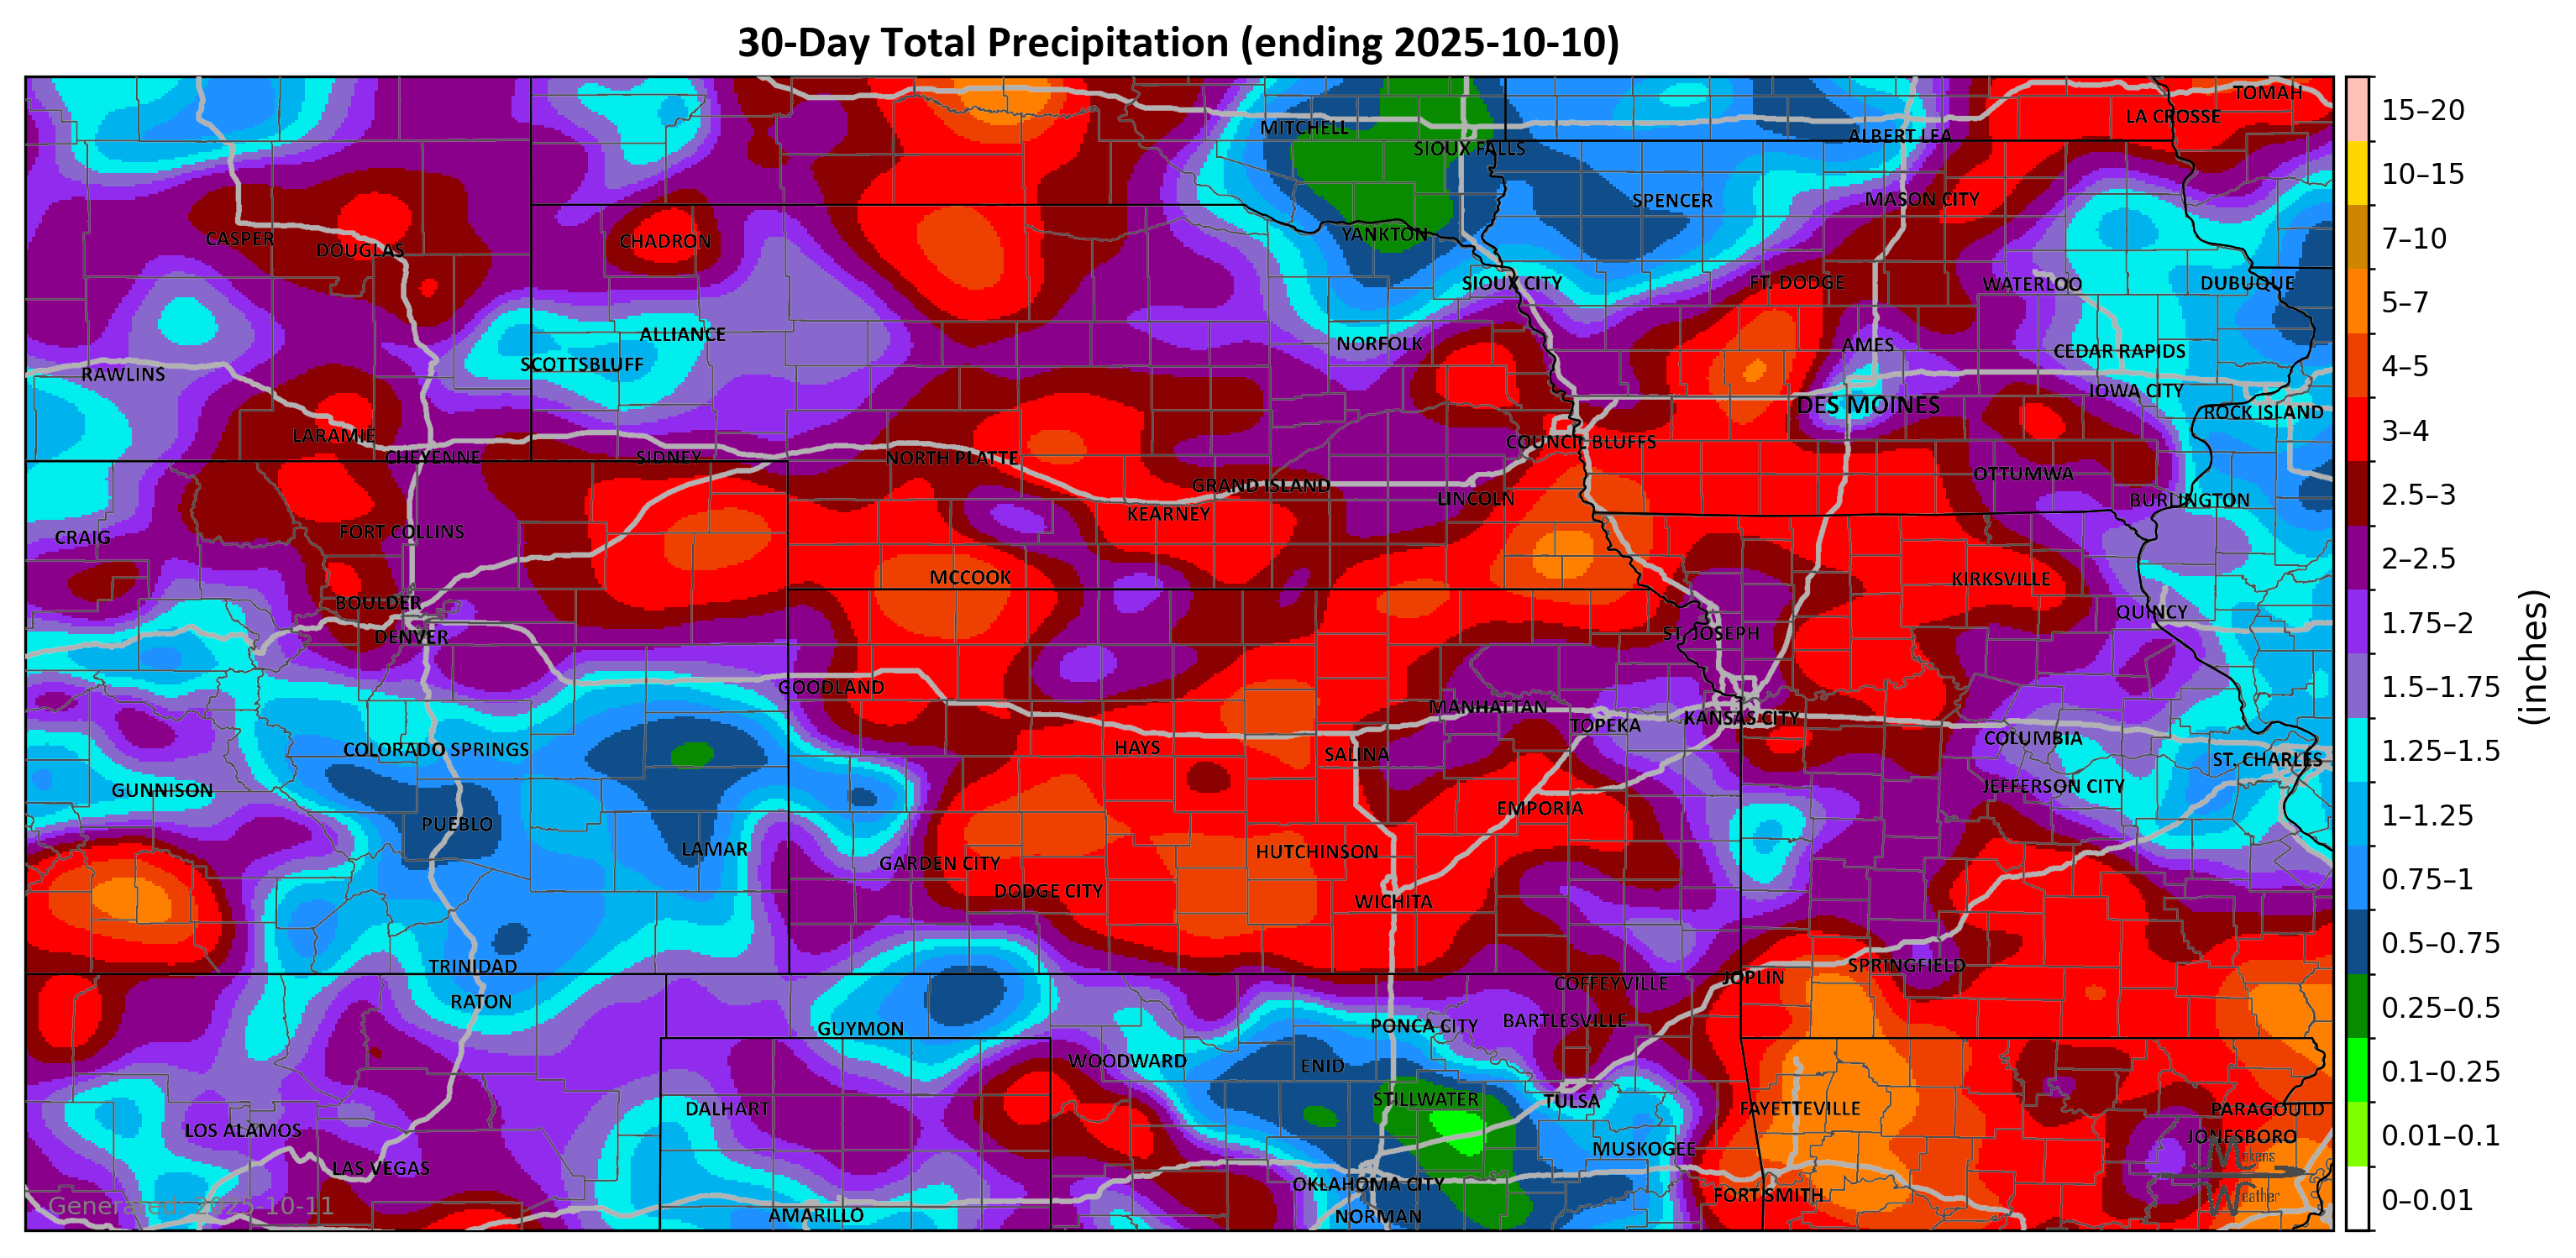 30-Day Total Precipitation (ending 2025-10-10)
TOMAH
LA CROSSE
MITCHELL
ALBERT LEA
SIOUX FALLS
SPENCER
MASON CITY
YANKTON
CASPER
CHADRON
DOUGLAS
SIOUX CITY
FT. DODGE
WATERLOO
DUBUQUE
ALLIANCE
NORFOLK
AMES
CEDAR RAPIDS
SCOTTSBLUFF
RAWLINS
IOWA CITY
DES MOINES
ROCK ISLAND
LARAMIE
COUNCIL BLUFFS
CHEYENNE
SIDNEY
NORTH PLATTE
OTTUMWA
GRAND ISLAND
LINCOLN
BURLINGTON
KEARNEY
CRAIG
FORT COLLINS
MCCOOK
KIRKSVILLE
BOULDER
QUINCY
DENVER
ST. JOSEPH
GOODLAND
MANHATTAN
TOPEKA
KANSAS CITY
COLUMBIA
COLORADO SPRINGS
HAYS
SALINA
ST. CHARLES
GUNNISON
JEFFERSON CITY
EMPORIA
PUEBLO
LAMAR
HUTCHINSON
GARDEN CITY
DODGE CITY
WICHITA
TRINIDAD
SPRINGFIELD
JOPLIN
COFFEYVILLE
RATON
GUYMON
PONCA CITY
BARTLESVILLE
WOODWARD
ENID
STILLWATER
TULSA
DALHART
FAYETTEVILLE
PARAGOULD
LOS ALAMOS
JONESBORO
MUSKOGEE
LAS VEGAS
OKLAHOMA CITY
FORT SMITH
AMARILLO
NORMAN
Generated: 2025-10-11
Weather
15–20
10–15
7–10
5–7
4–5
3–4
2.5–3
2–2.5
1.75–2
1.5–1.75
1.25–1.5
1–1.25
0.75–1
0.5–0.75
0.25–0.5
0.1–0.25
0.01–0.1
0–0.01
(inches)